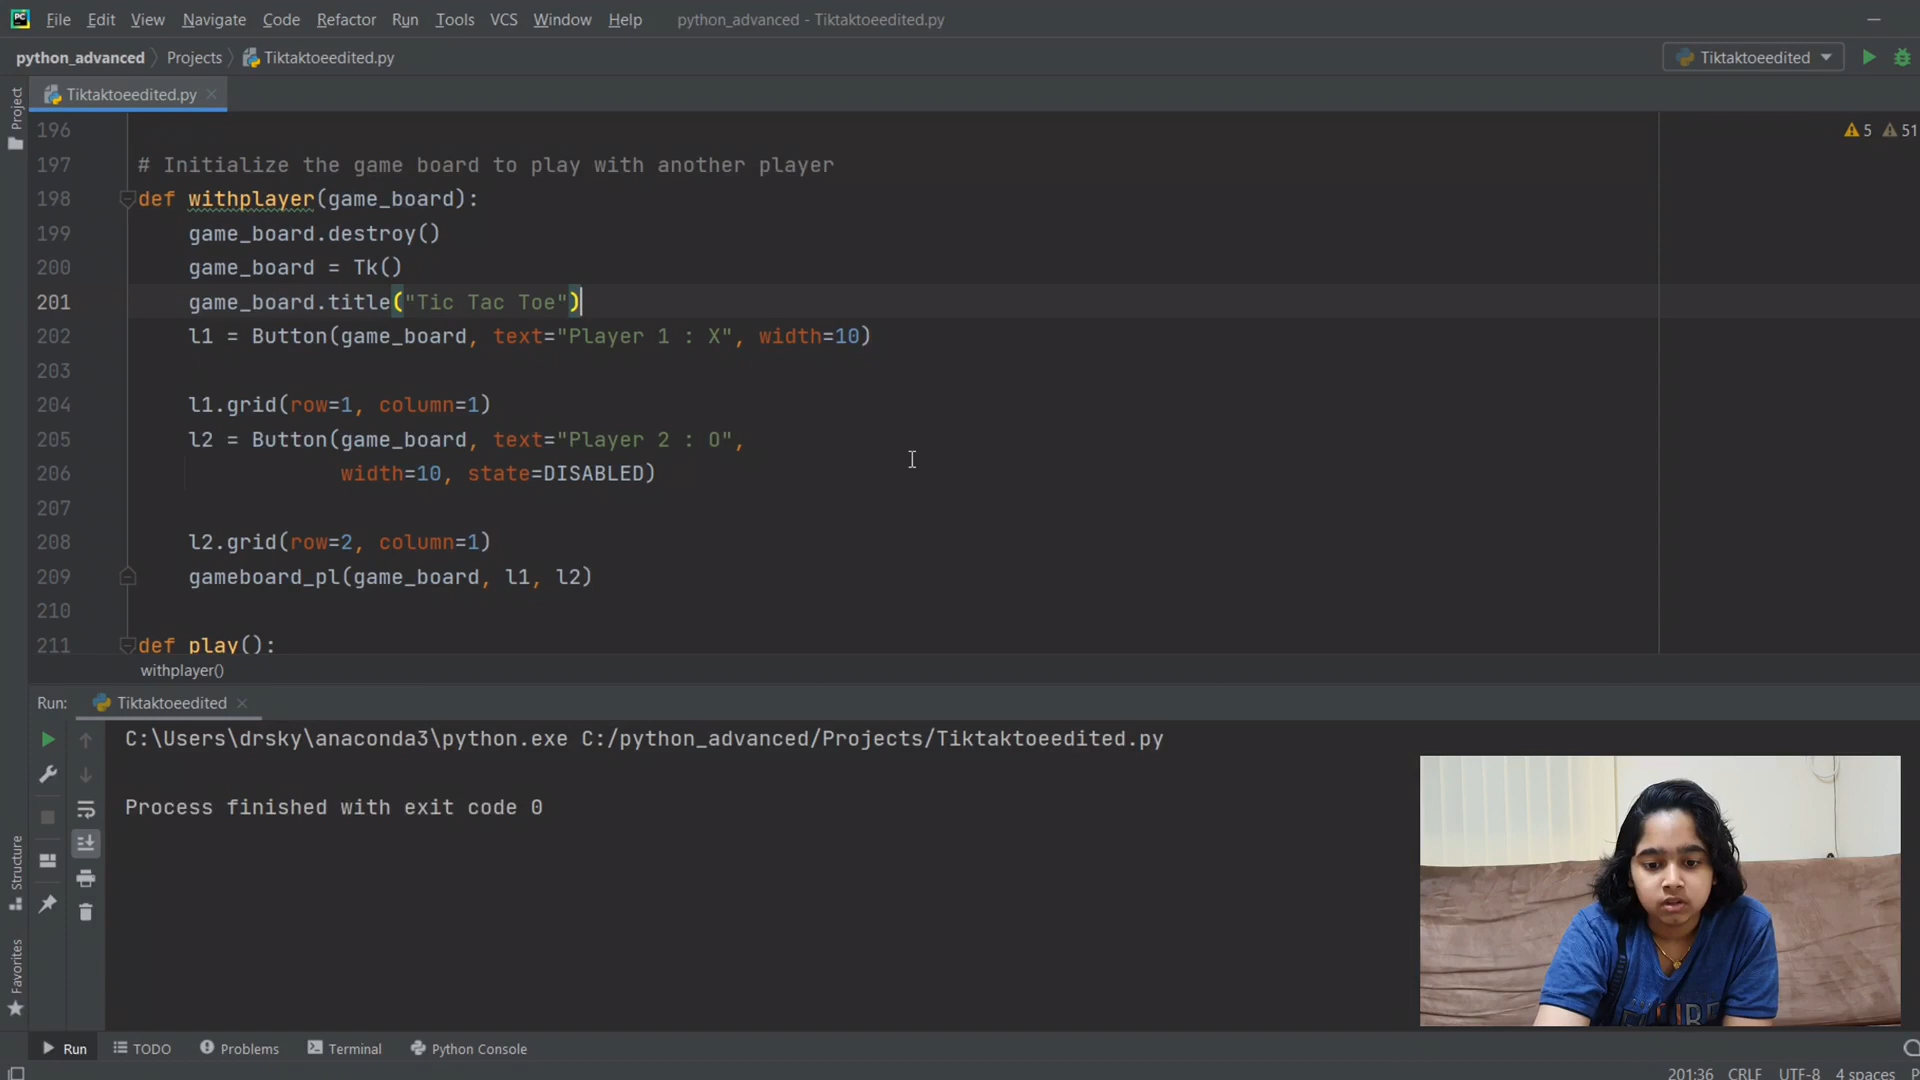 PC File Edit View Navigate Code Refactor Run Tools VCS Window Help python_advanced - Tiktaktoeedited.py
python_advanced Projects Tiktaktoeedited.py Tiktaktoeedited
Project Tiktaktoeedited.py
196 5 51
197 # Initialize the game board to play with another player
198 def withplayer(game_board):
199 game_board.destroy()
200 game_board = Tk()
201 game_board.title("Tic Tac Toe")
202 l1 = Button(game_board, text="Player 1 : X", width=10)
203
204 l1.grid(row=1, column=1)
205 l2 = Button(game_board, text="Player 2 : O",
206 width=10, state=DISABLED)
207
208 l2.grid(row=2, column=1)
209 gameboard_pl(game_board, l1, l2)
210
211 def play():
withplayer()
Run: Tiktaktoeedited
C:\Users\drsky\anaconda3\python.exe C:/python_advanced/Projects/Tiktaktoeedited.py
Process finished with exit code 0
Structure
Favorites
Run TODO Problems Terminal Python Console
201:36 CRLF UTF-8 4 spaces